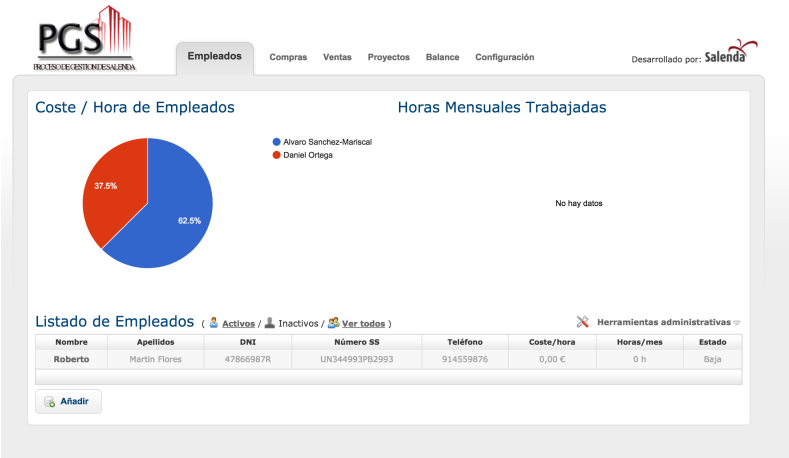 PGS
PROCESO DE GESTION DE SALENDA
Empleados
Compras
Ventas
Proyectos
Balance
Configuración
Desarrollado por: Salenda
Coste / Hora de Empleados
Horas Mensuales Trabajadas
Alvaro Sanchez-Mariscal
Daniel Ortega
37.5%
62.5%
No hay datos
Listado de Empleados ( Activos / Inactivos / Ver todos )
Herramientas administrativas
Nombre Apellidos DNI Número SS Teléfono Coste/hora Horas/mes Estado
Roberto Martin Flores 47866987R UN344993PB2993 914559876 0,00 € 0 h Baja
Añadir